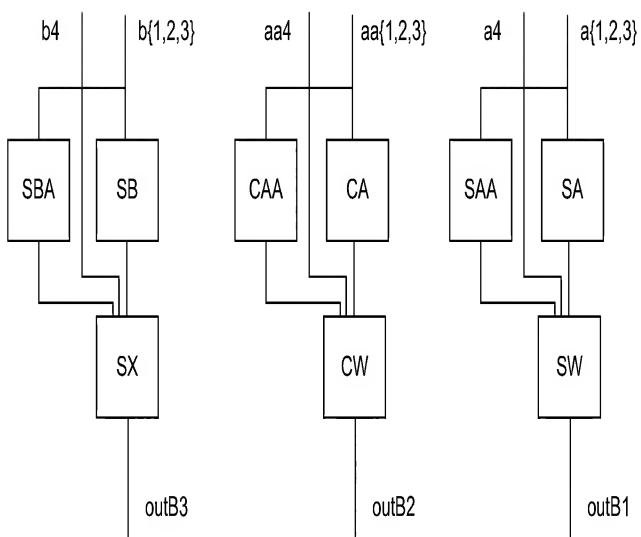 b4 b{1,2,3} aa4 aa{1,2,3} a4 a{1,2,3}
SBA SB CAA CA SAA SA
SX CW SW
outB3 outB2 outB1